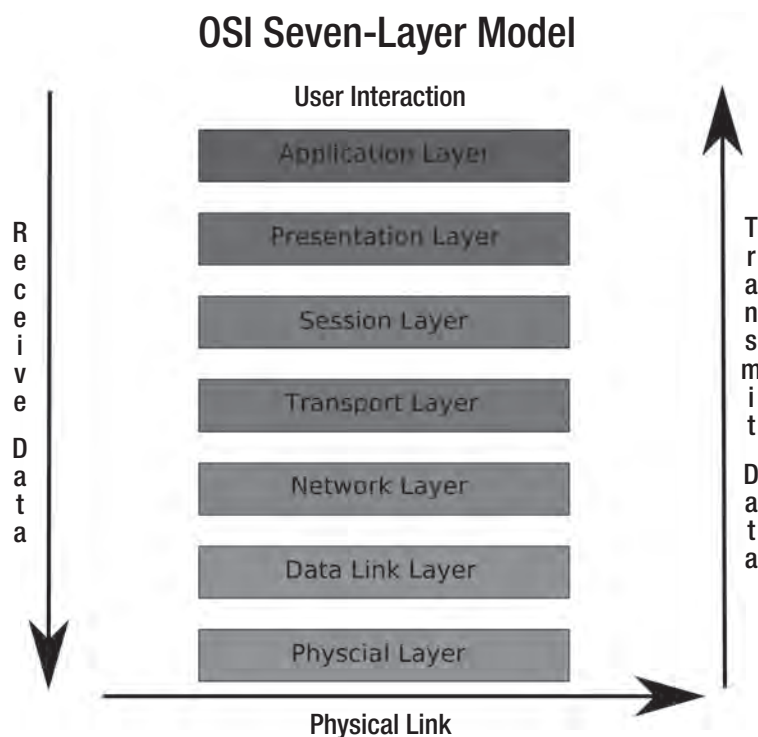 OSI Seven-Layer Model
User Interaction
Application Layer
Presentation Layer
Session Layer
Transport Layer
Network Layer
Data Link Layer
Physcial Layer
Physical Link
Receive Data
Transmit Data